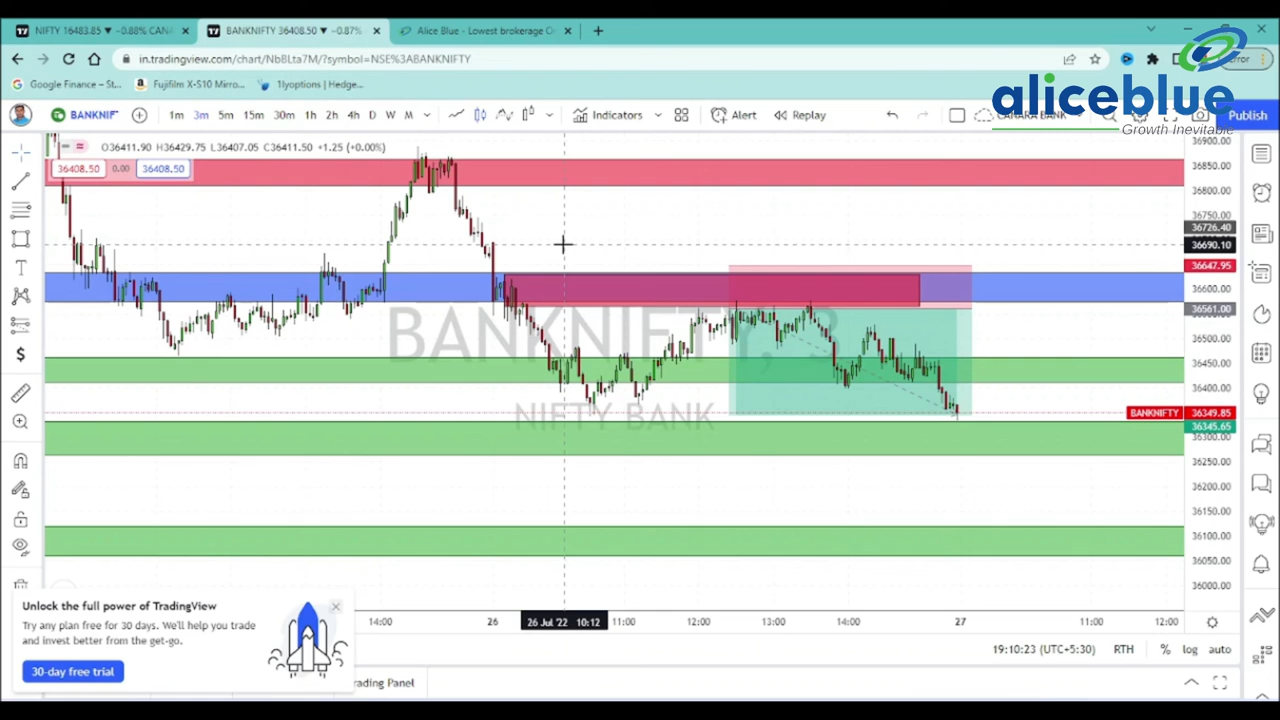 NIFTY 16483.85 ▼ −0.88% CAN
BANKNIFTY 36408.50 ▼ −0.87%
Alice Blue - Lowest brokerage
in.tradingview.com/chart/NbBLta7M/?symbol=NSE%3ABANKNIFTY
Google Finance – St...
Fujifilm X-S10 Mirro...
1lyoptions | Hedge...
aliceblue
Growth Inevitable
BANKNIF
1m 3m 5m 15m 30m 1h 2h 4h D W M
Indicators
Alert
Replay
CANARA BANK
Publish
O36411.90 H36429.75 L36407.05 C36411.50 +1.25 (+0.00%)
36408.50 0.00 36408.50
36900.00
36850.00
36800.00
36750.00
36726.40
36690.10
36647.95
36600.00
36561.00
36500.00
36450.00
36400.00
BANKNIFTY 36349.85
36345.65
36300.00
36250.00
36200.00
36150.00
36100.00
36050.00
36000.00
BANKNIFTY, 3
NIFTY BANK
Unlock the full power of TradingView
Try any plan free for 30 days. We'll help you trade
and invest better from the get-go.
30-day free trial
14:00 26 26 Jul '22 10:12 11:00 12:00 13:00 14:00 27 11:00 12:00
19:10:23 (UTC+5:30) RTH % log auto
rading Panel